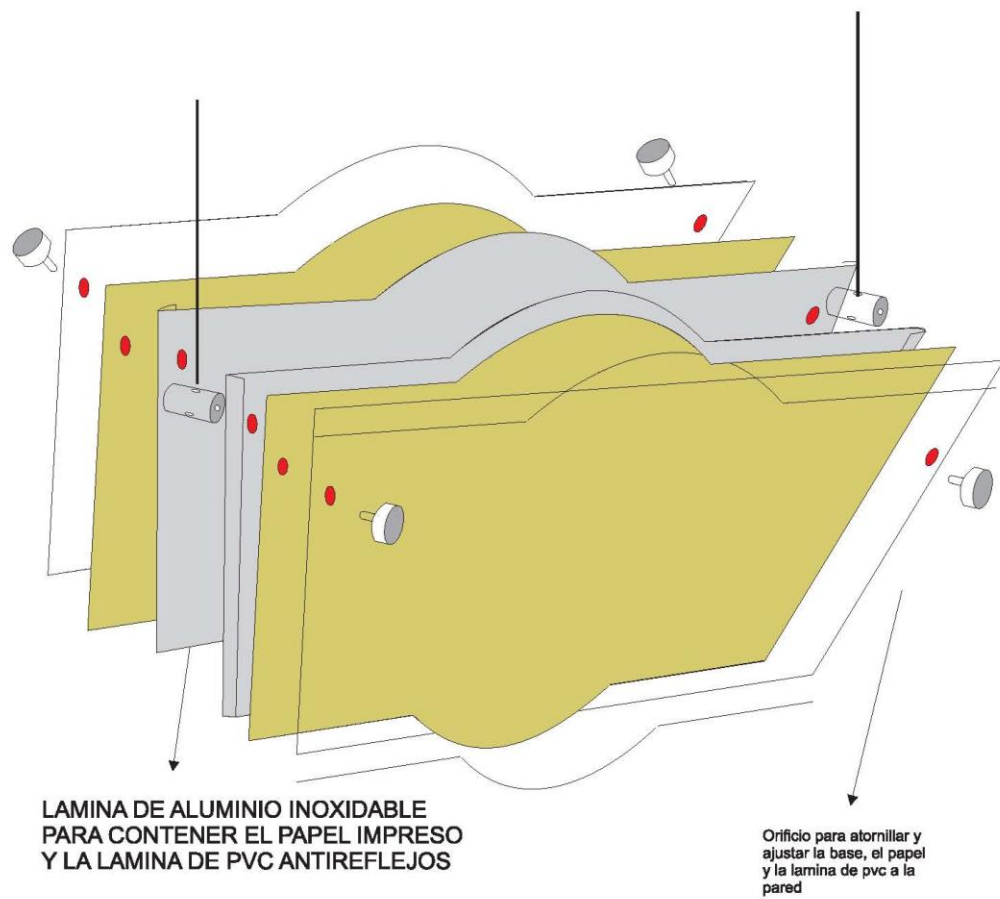 LAMINA DE ALUMINIO INOXIDABLE
PARA CONTENER EL PAPEL IMPRESO
Y LA LAMINA DE PVC ANTIREFLEJOS
Orificio para atornillar y
ajustar la base, el papel
y la lamina de pvc a la
pared